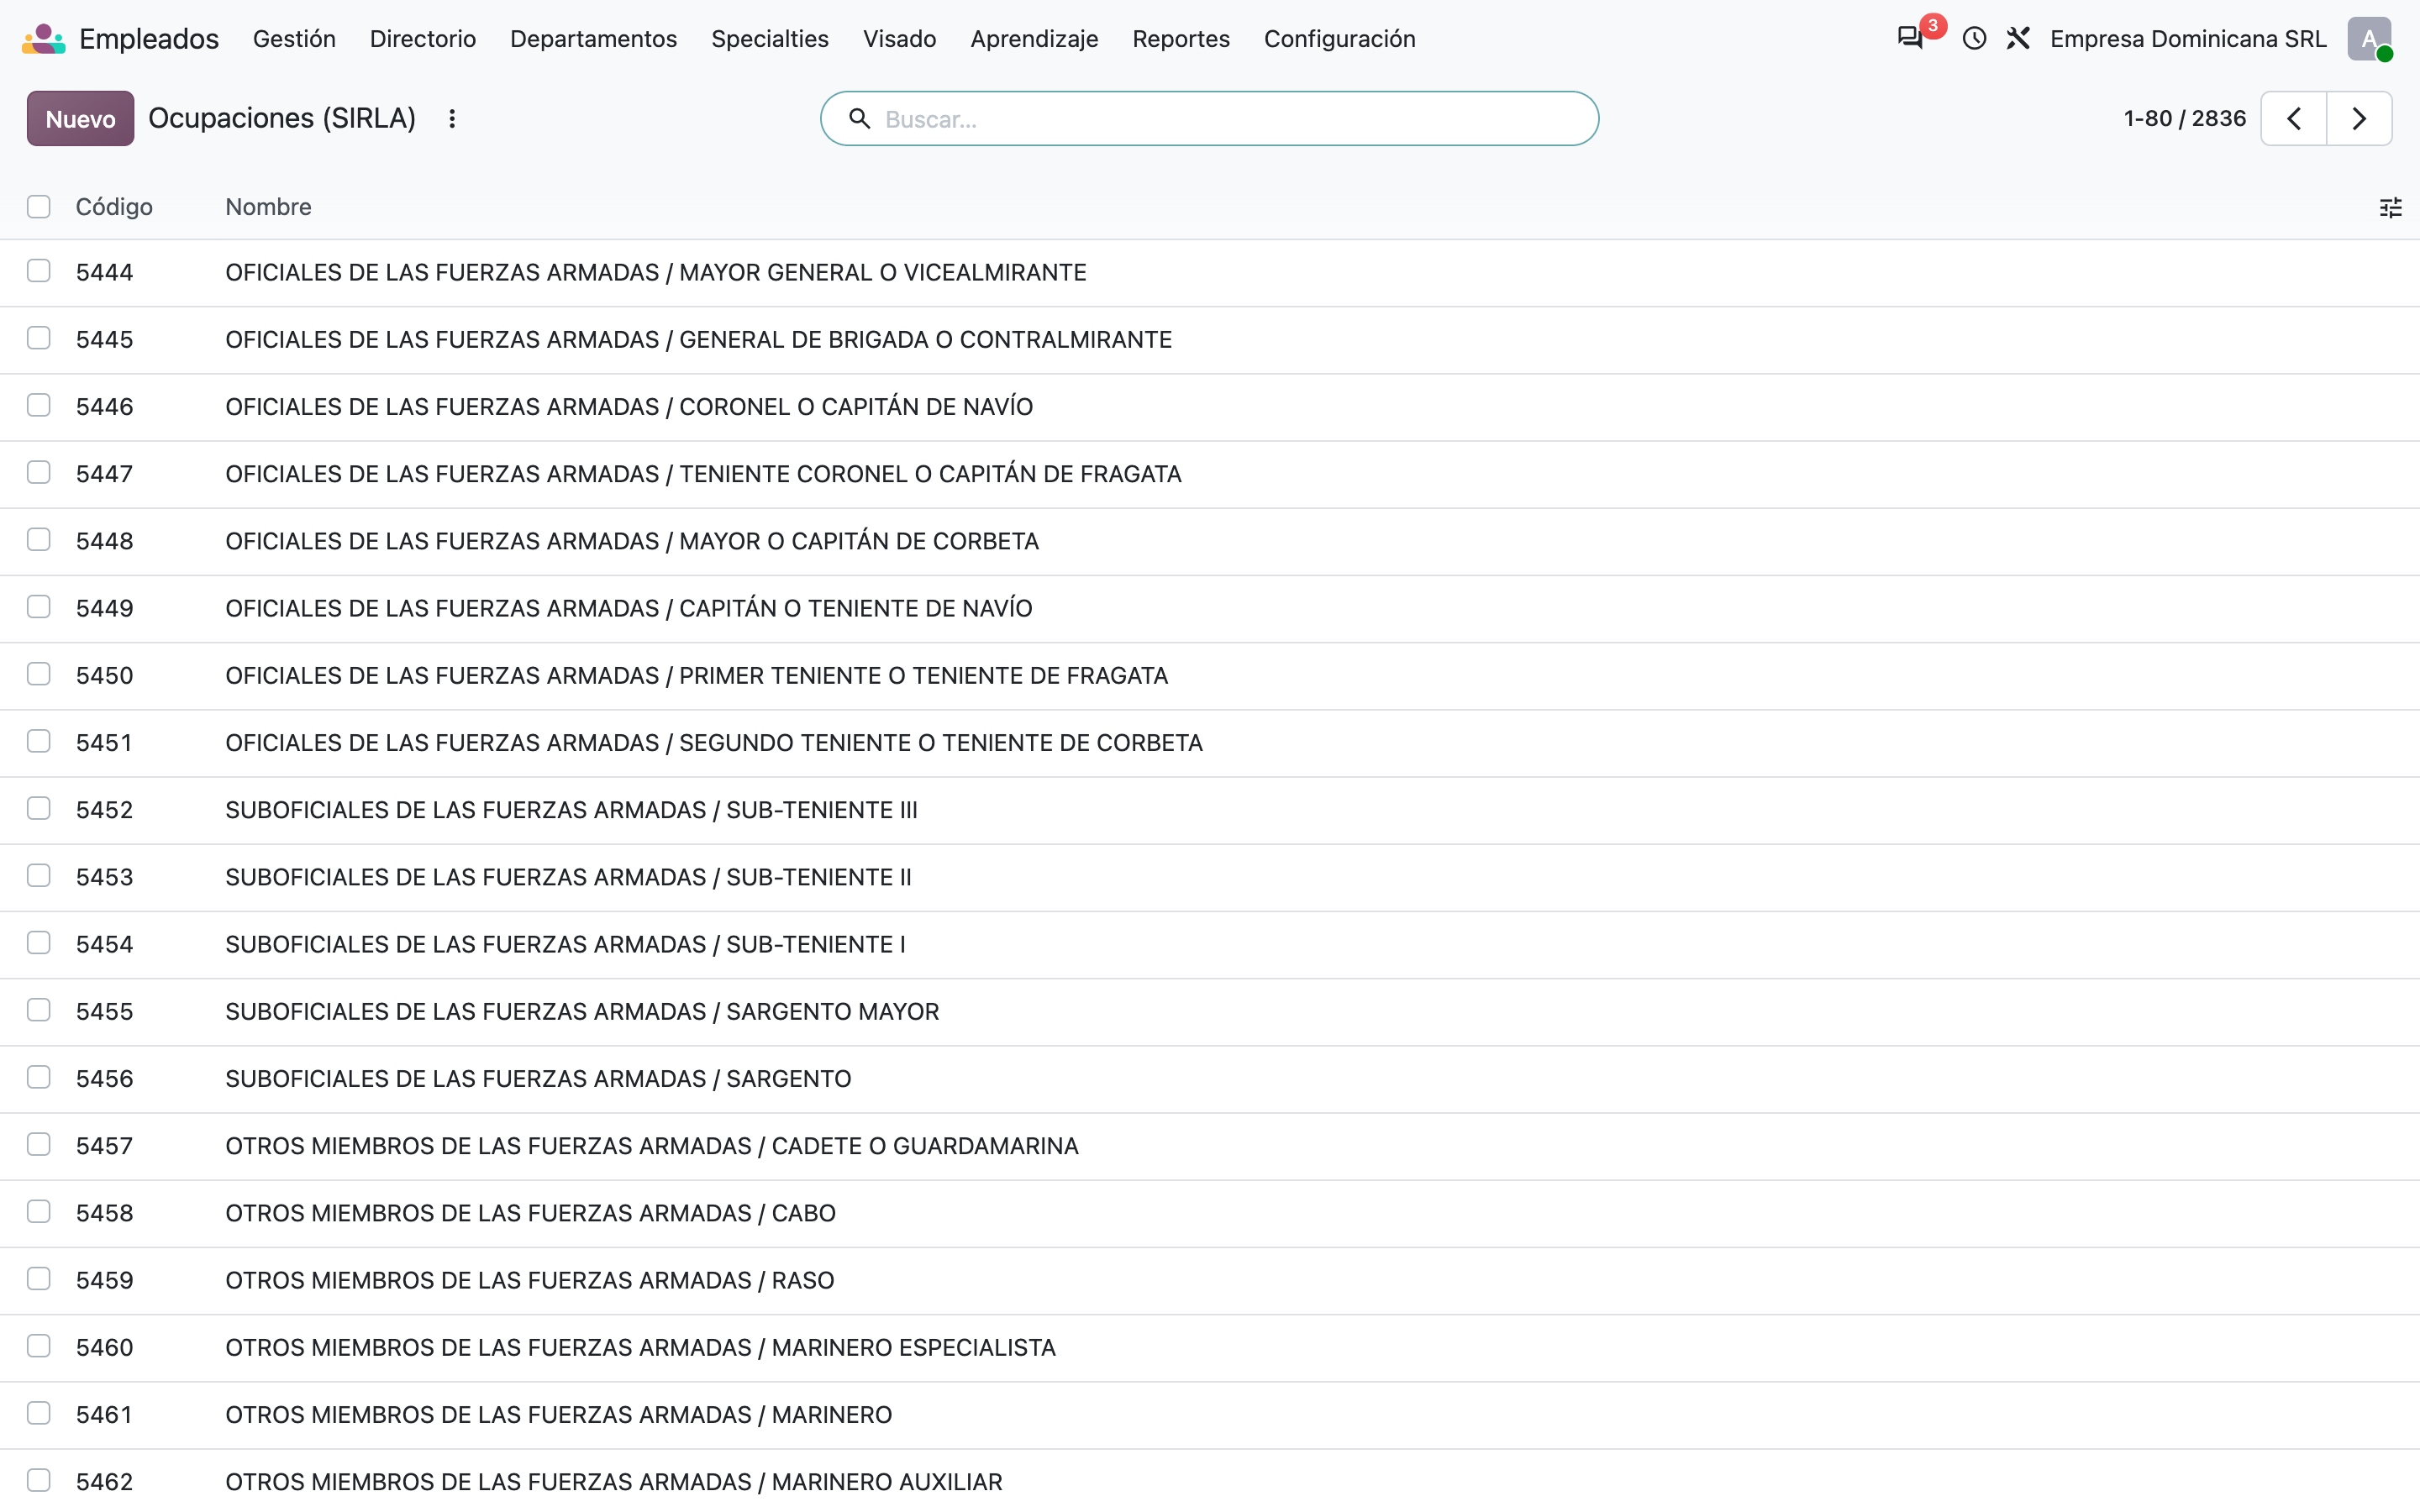 Empleados Gestión Directorio Departamentos Specialties Visado Aprendizaje Reportes Configuración 3 Empresa Dominicana SRL A
Nuevo Ocupaciones (SIRLA) Buscar... 1-80 / 2836
Código Nombre
5444 OFICIALES DE LAS FUERZAS ARMADAS / MAYOR GENERAL O VICEALMIRANTE
5445 OFICIALES DE LAS FUERZAS ARMADAS / GENERAL DE BRIGADA O CONTRALMIRANTE
5446 OFICIALES DE LAS FUERZAS ARMADAS / CORONEL O CAPITÁN DE NAVÍO
5447 OFICIALES DE LAS FUERZAS ARMADAS / TENIENTE CORONEL O CAPITÁN DE FRAGATA
5448 OFICIALES DE LAS FUERZAS ARMADAS / MAYOR O CAPITÁN DE CORBETA
5449 OFICIALES DE LAS FUERZAS ARMADAS / CAPITÁN O TENIENTE DE NAVÍO
5450 OFICIALES DE LAS FUERZAS ARMADAS / PRIMER TENIENTE O TENIENTE DE FRAGATA
5451 OFICIALES DE LAS FUERZAS ARMADAS / SEGUNDO TENIENTE O TENIENTE DE CORBETA
5452 SUBOFICIALES DE LAS FUERZAS ARMADAS / SUB-TENIENTE III
5453 SUBOFICIALES DE LAS FUERZAS ARMADAS / SUB-TENIENTE II
5454 SUBOFICIALES DE LAS FUERZAS ARMADAS / SUB-TENIENTE I
5455 SUBOFICIALES DE LAS FUERZAS ARMADAS / SARGENTO MAYOR
5456 SUBOFICIALES DE LAS FUERZAS ARMADAS / SARGENTO
5457 OTROS MIEMBROS DE LAS FUERZAS ARMADAS / CADETE O GUARDAMARINA
5458 OTROS MIEMBROS DE LAS FUERZAS ARMADAS / CABO
5459 OTROS MIEMBROS DE LAS FUERZAS ARMADAS / RASO
5460 OTROS MIEMBROS DE LAS FUERZAS ARMADAS / MARINERO ESPECIALISTA
5461 OTROS MIEMBROS DE LAS FUERZAS ARMADAS / MARINERO
5462 OTROS MIEMBROS DE LAS FUERZAS ARMADAS / MARINERO AUXILIAR